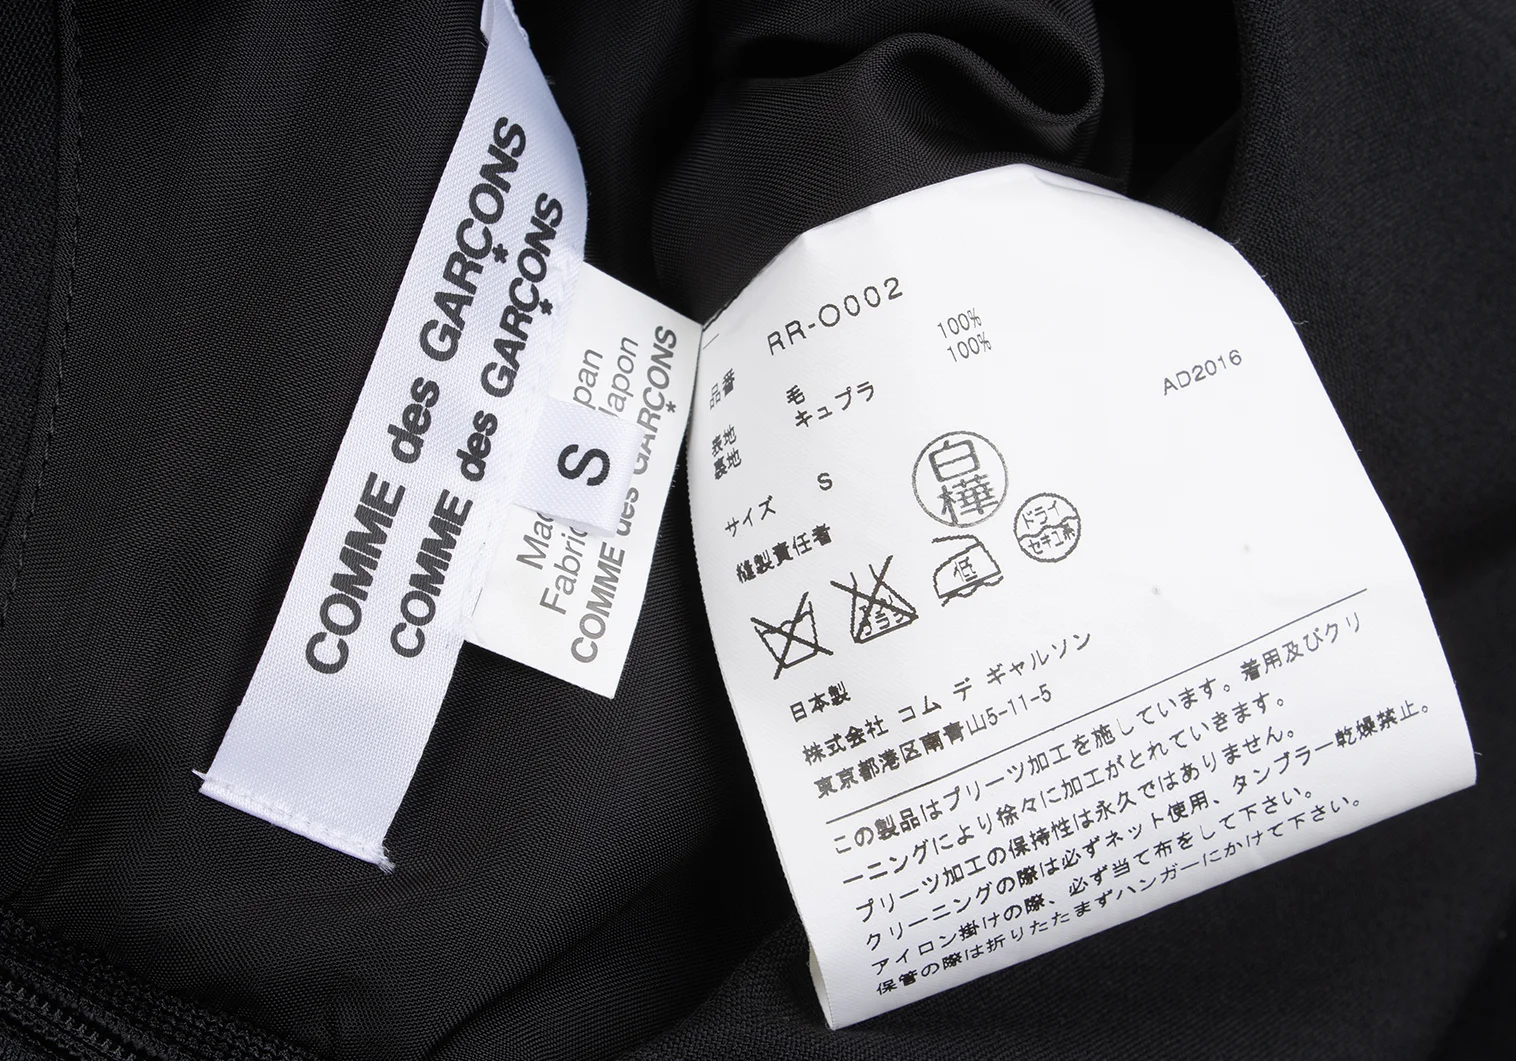 COMME des GARÇONS
COMME des GARÇONS
*
*
S
Fabric
COMME des GARÇONS
品番 RR-O002
表地 毛 100%
裏地 キュプラ 100%
AD2016
サイズ S
縫製責任者 白樺
エンソサラシ
低
ドライ
セキユ系
日本製
株式会社 コム デ ギャルソン
東京都港区南青山5-11-5
この製品はプリーツ加工を施しています。着用及びクリ
ーニングにより徐々に加工がとれていきます。
プリーツ加工の保持性は永久ではありません。
クリーニングの際は必ずネット使用、タンブラー乾燥禁止。
アイロン掛けの際、必ず当て布をして下さい。
保管の際は折りたたまずハンガーにかけて下さい。